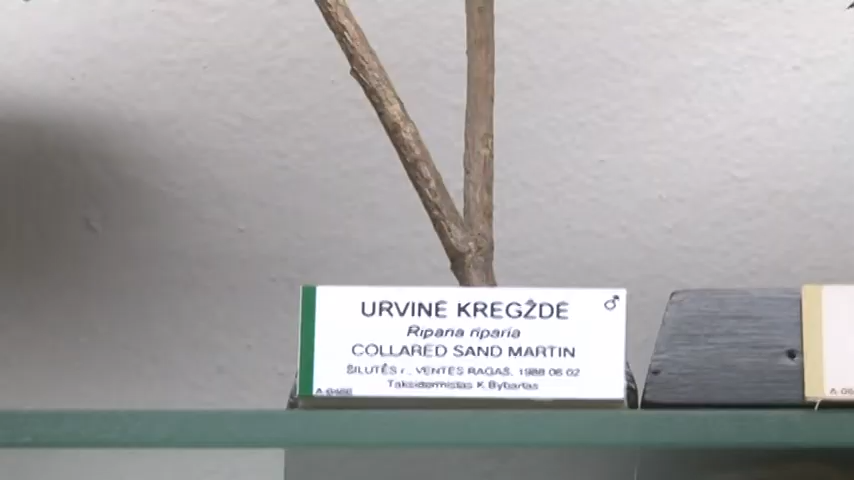 URVINĖ KREGŽDĖ ♂
Riparia riparia
COLLARED SAND MARTIN
ŠILUTĖS r., VENTĖS RAGAS, 1988 06 02
Taksidermistas K.Bybartas